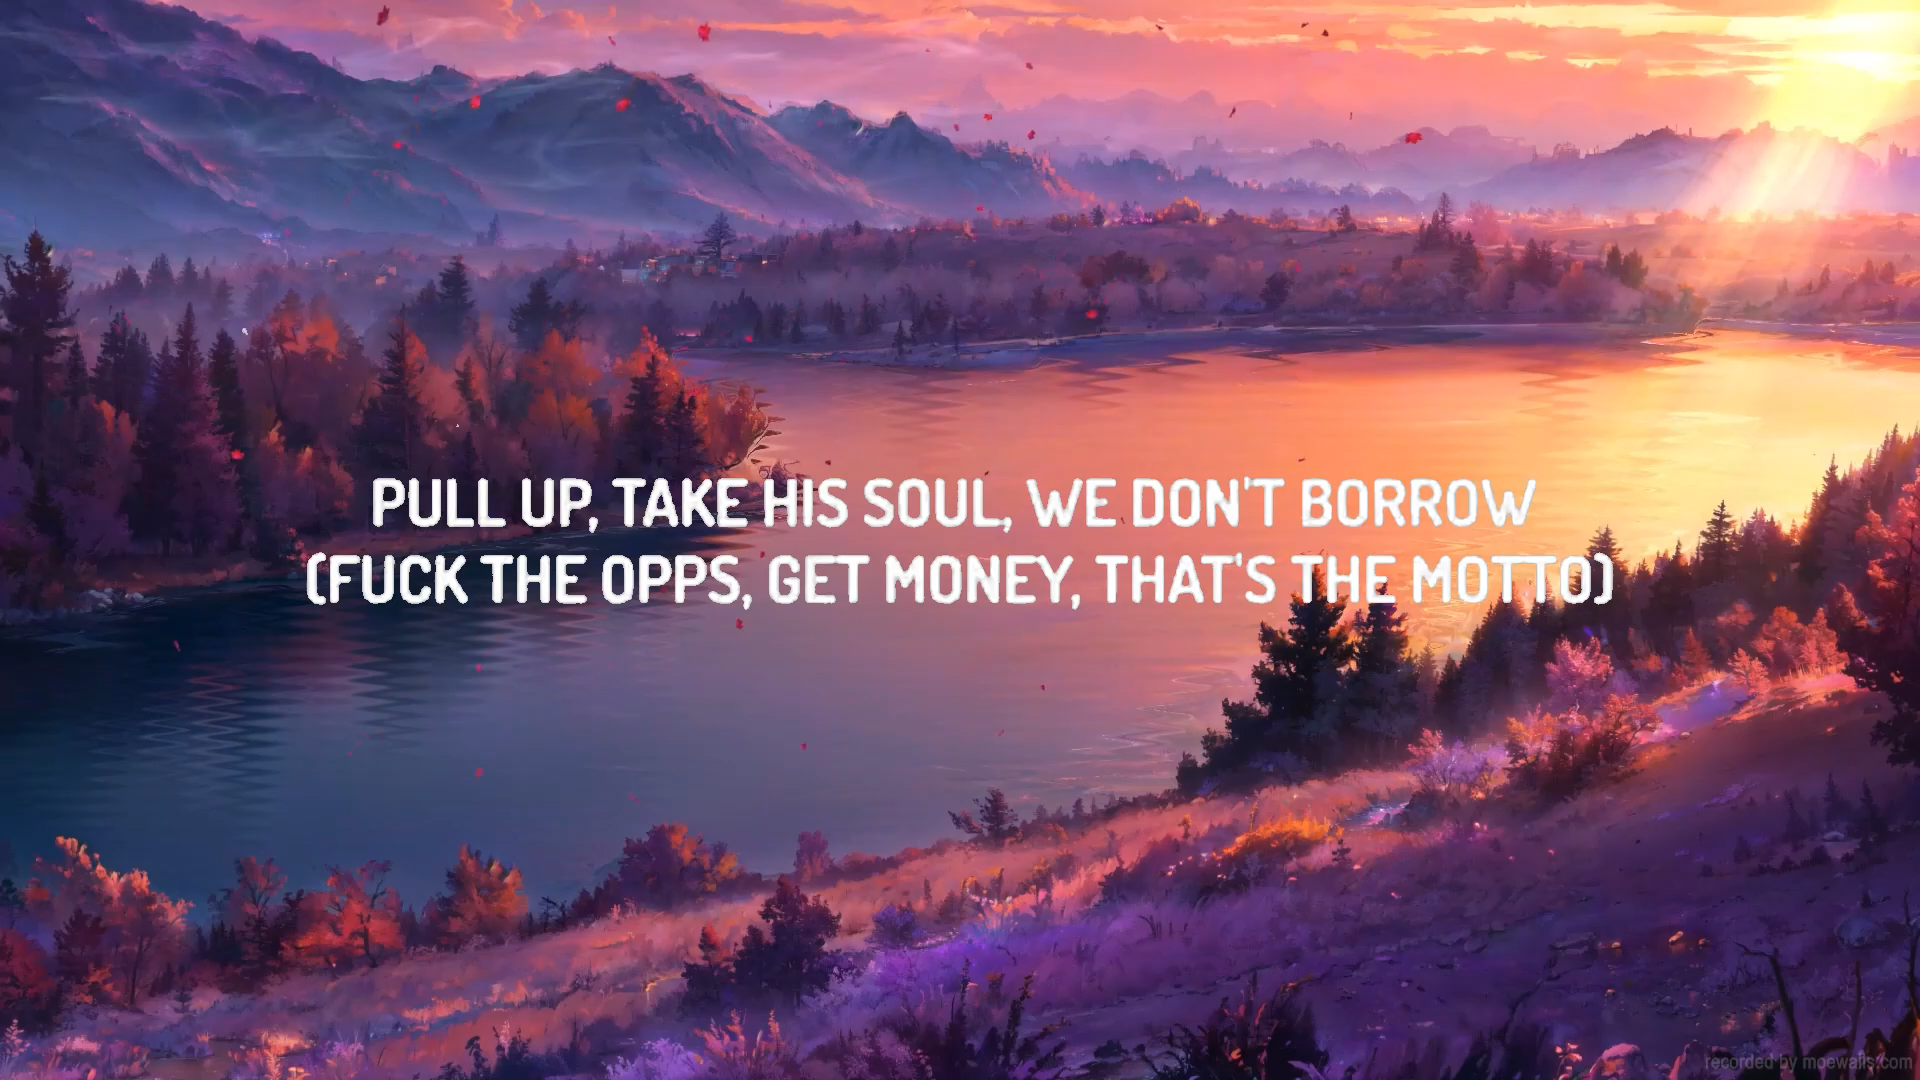 PULL UP, TAKE HIS SOUL, WE DON'T BORROW
(FUCK THE OPPS, GET MONEY, THAT'S THE MOTTO)
recorded by moewalls.com